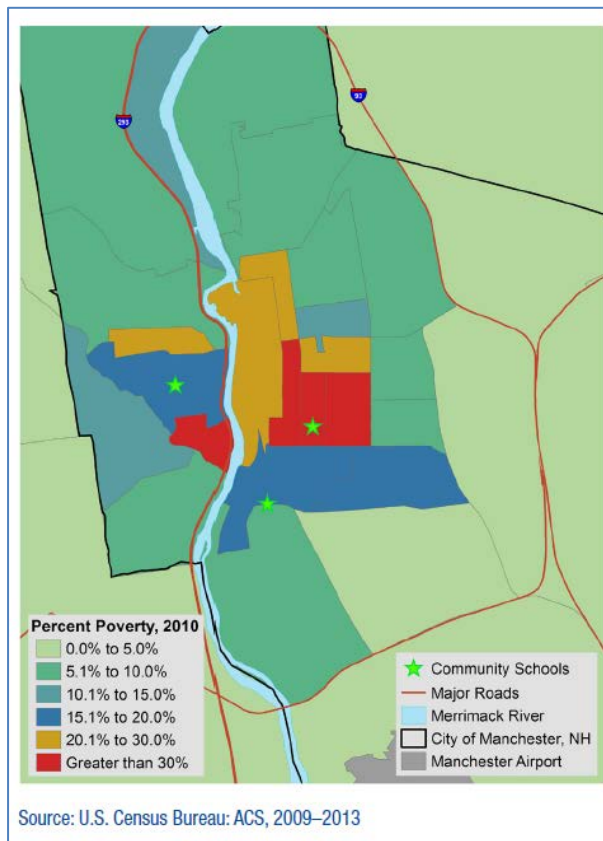 293
93
Percent Poverty, 2010
0.0% to 5.0%
5.1% to 10.0%
10.1% to 15.0%
15.1% to 20.0%
20.1% to 30.0%
Greater than 30%
Community Schools
Major Roads
Merrimack River
City of Manchester, NH
Manchester Airport
Source: U.S. Census Bureau: ACS, 2009–2013